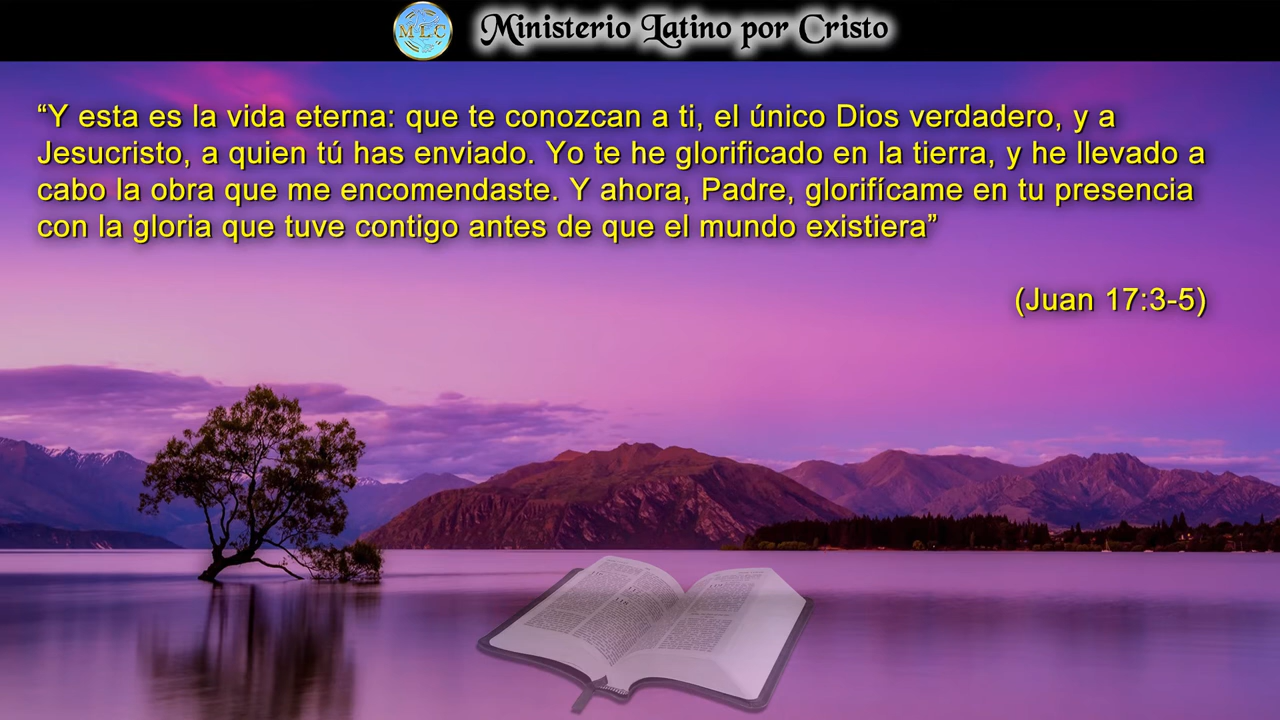 MLC
Ministerio Latino por Cristo
“Y esta es la vida eterna: que te conozcan a ti, el único Dios verdadero, y a
Jesucristo, a quien tú has enviado. Yo te he glorificado en la tierra, y he llevado a
cabo la obra que me encomendaste. Y ahora, Padre, glorifícame en tu presencia
con la gloria que tuve contigo antes de que el mundo existiera”
(Juan 17:3-5)